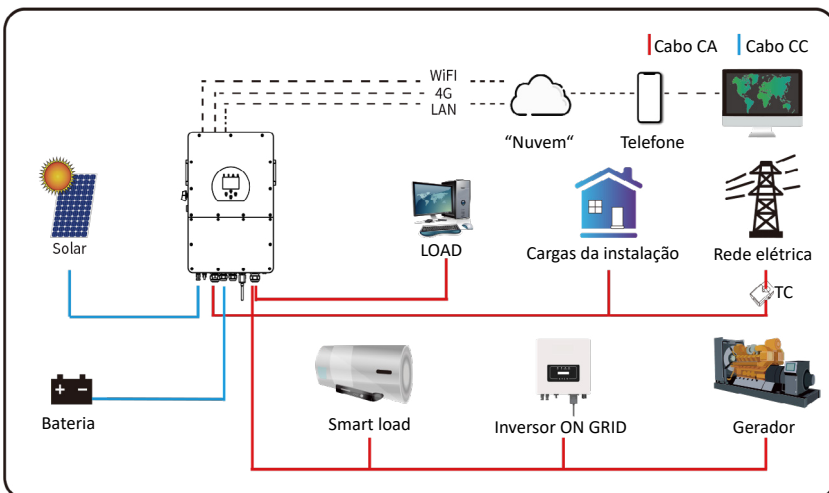 Cabo CA
Cabo CC
WiFI
4G
LAN
“Nuvem“
Telefone
Solar
LOAD
Cargas da instalação
Rede elétrica
TC
Bateria
Smart load
Inversor ON GRID
Gerador